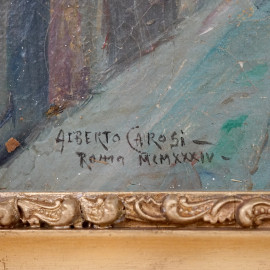 ALBERTO CAROSI —
ROMA MCMXXXIV —